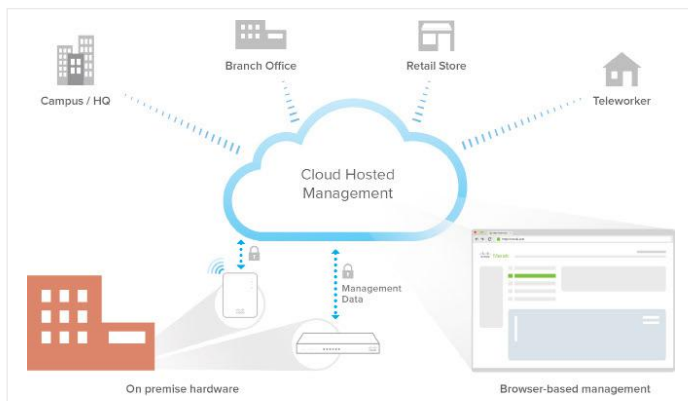 Branch Office
Retail Store
Campus / HQ
Teleworker
Cloud Hosted
Management
Management
Data
On premise hardware
Browser-based management